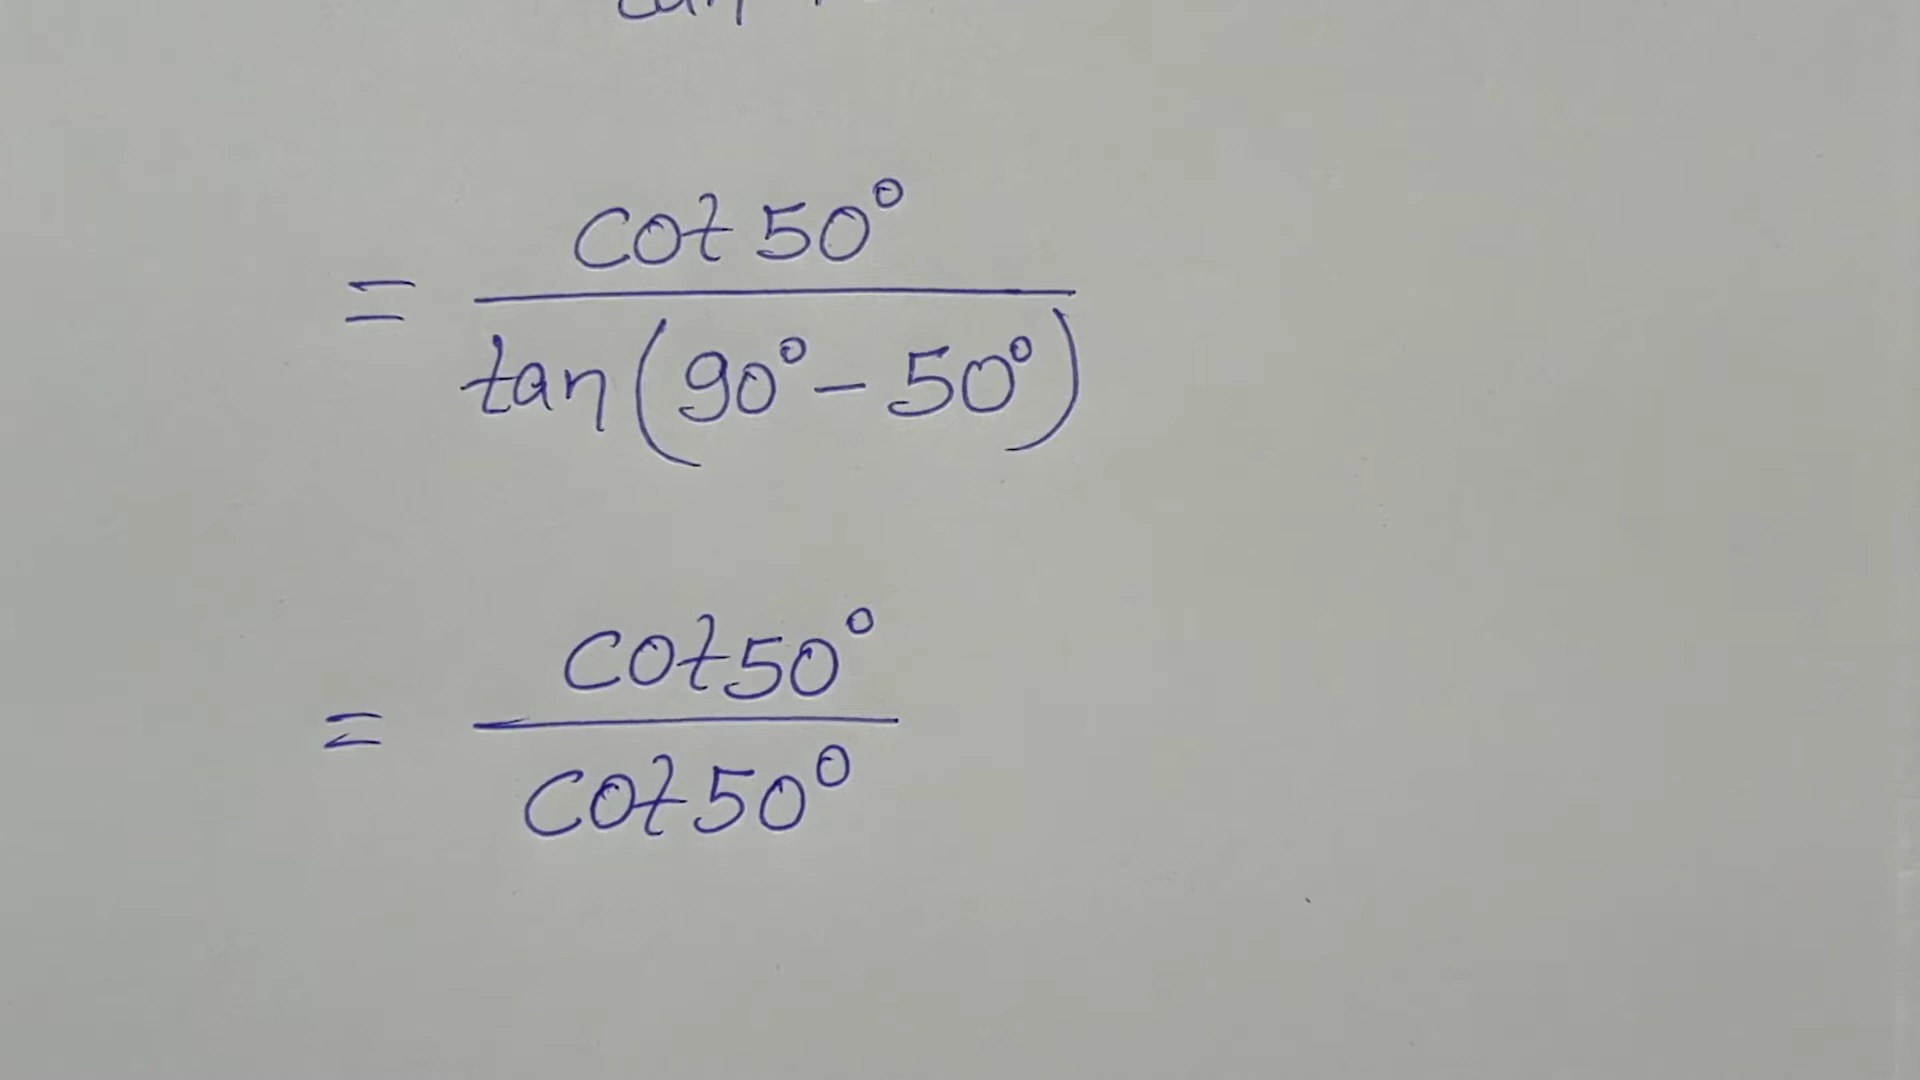 = cot 50°
tan (90° - 50°)
= cot 50°
cot 50°